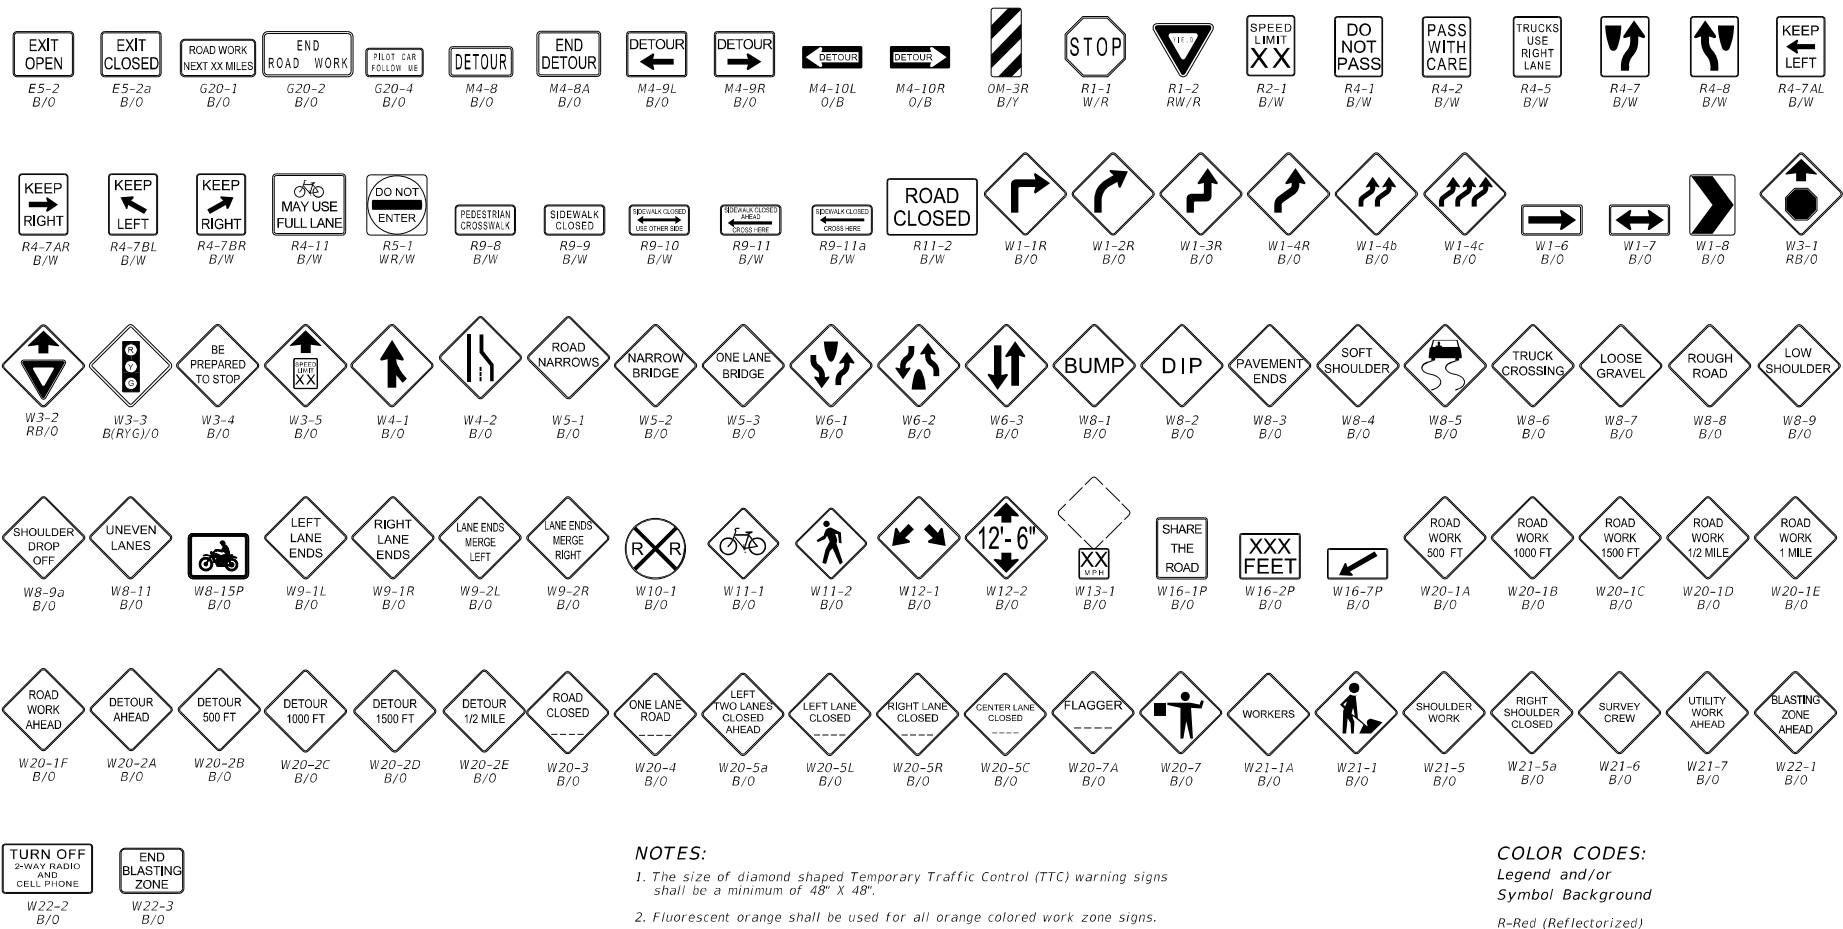 EXIT
OPEN
E5-2
B/O
EXIT
CLOSED
E5-2a
B/O
ROAD WORK
NEXT XX MILES
G20-1
B/O
END
ROAD WORK
G20-2
B/O
PILOT CAR
FOLLOW ME
G20-4
B/O
DETOUR
M4-8
B/O
END
DETOUR
M4-8A
B/O
DETOUR
M4-9L
B/O
DETOUR
M4-9R
B/O
DETOUR
M4-10L
O/B
DETOUR
M4-10R
O/B
OM-3R
B/Y
STOP
R1-1
W/R
YIELD
R1-2
RW/R
SPEED
LIMIT
XX
R2-1
B/W
DO
NOT
PASS
R4-1
B/W
PASS
WITH
CARE
R4-2
B/W
TRUCKS
USE
RIGHT
LANE
R4-5
B/W
R4-7
B/W
R4-8
B/W
KEEP
LEFT
R4-7AL
B/W
KEEP
RIGHT
R4-7AR
B/W
KEEP
LEFT
R4-7BL
B/W
KEEP
RIGHT
R4-7BR
B/W
MAY USE
FULL LANE
R4-11
B/W
DO NOT
ENTER
R5-1
WR/W
PEDESTRIAN
CROSSWALK
R9-8
B/W
SIDEWALK
CLOSED
R9-9
B/W
SIDEWALK CLOSED
USE OTHER SIDE
R9-10
B/W
SIDEWALK CLOSED
AHEAD
CROSS HERE
R9-11
B/W
SIDEWALK CLOSED
CROSS HERE
R9-11a
B/W
ROAD
CLOSED
R11-2
B/W
W1-1R
B/O
W1-2R
B/O
W1-3R
B/O
W1-4R
B/O
W1-4b
B/O
W1-4c
B/O
W1-6
B/O
W1-7
B/O
W1-8
B/O
W3-1
RB/O
W3-2
RB/O
R
Y
G
W3-3
B(RYG)/O
BE
PREPARED
TO STOP
W3-4
B/O
SPEED
LIMIT
XX
W3-5
B/O
W4-1
B/O
W4-2
B/O
ROAD
NARROWS
W5-1
B/O
NARROW
BRIDGE
W5-2
B/O
ONE LANE
BRIDGE
W5-3
B/O
W6-1
B/O
W6-2
B/O
W6-3
B/O
BUMP
W8-1
B/O
DIP
W8-2
B/O
PAVEMENT
ENDS
W8-3
B/O
SOFT
SHOULDER
W8-4
B/O
W8-5
B/O
TRUCK
CROSSING
W8-6
B/O
LOOSE
GRAVEL
W8-7
B/O
ROUGH
ROAD
W8-8
B/O
LOW
SHOULDER
W8-9
B/O
SHOULDER
DROP
OFF
W8-9a
B/O
UNEVEN
LANES
W8-11
B/O
W8-15P
B/O
LEFT
LANE
ENDS
W9-1L
B/O
RIGHT
LANE
ENDS
W9-1R
B/O
LANE ENDS
MERGE
LEFT
W9-2L
B/O
LANE ENDS
MERGE
RIGHT
W9-2R
B/O
R R
W10-1
B/O
W11-1
B/O
W11-2
B/O
W12-1
B/O
12'- 6"
W12-2
B/O
XX
MPH
W13-1
B/O
SHARE
THE
ROAD
W16-1P
B/O
XXX
FEET
W16-2P
B/O
W16-7P
B/O
ROAD
WORK
500 FT
W20-1A
B/O
ROAD
WORK
1000 FT
W20-1B
B/O
ROAD
WORK
1500 FT
W20-1C
B/O
ROAD
WORK
1/2 MILE
W20-1D
B/O
ROAD
WORK
1 MILE
W20-1E
B/O
ROAD
WORK
AHEAD
W20-1F
B/O
DETOUR
AHEAD
W20-2A
B/O
DETOUR
500 FT
W20-2B
B/O
DETOUR
1000 FT
W20-2C
B/O
DETOUR
1500 FT
W20-2D
B/O
DETOUR
1/2 MILE
W20-2E
B/O
ROAD
CLOSED
____
W20-3
B/O
ONE LANE
ROAD
____
W20-4
B/O
LEFT
TWO LANES
CLOSED
AHEAD
W20-5a
B/O
LEFT LANE
CLOSED
____
W20-5L
B/O
RIGHT LANE
CLOSED
____
W20-5R
B/O
CENTER LANE
CLOSED
____
W20-5C
B/O
FLAGGER
____
W20-7A
B/O
W20-7
B/O
WORKERS
W21-1A
B/O
W21-1
B/O
SHOULDER
WORK
W21-5
B/O
RIGHT
SHOULDER
CLOSED
W21-5a
B/O
SURVEY
CREW
W21-6
B/O
UTILITY
WORK
AHEAD
W21-7
B/O
BLASTING
ZONE
AHEAD
W22-1
B/O
TURN OFF
2-WAY RADIO
AND
CELL PHONE
W22-2
B/O
END
BLASTING
ZONE
W22-3
B/O
NOTES:
1. The size of diamond shaped Temporary Traffic Control (TTC) warning signs
shall be a minimum of 48" X 48".
2. Fluorescent orange shall be used for all orange colored work zone signs.
COLOR CODES:
Legend and/or
Symbol Background
R-Red (Reflectorized)